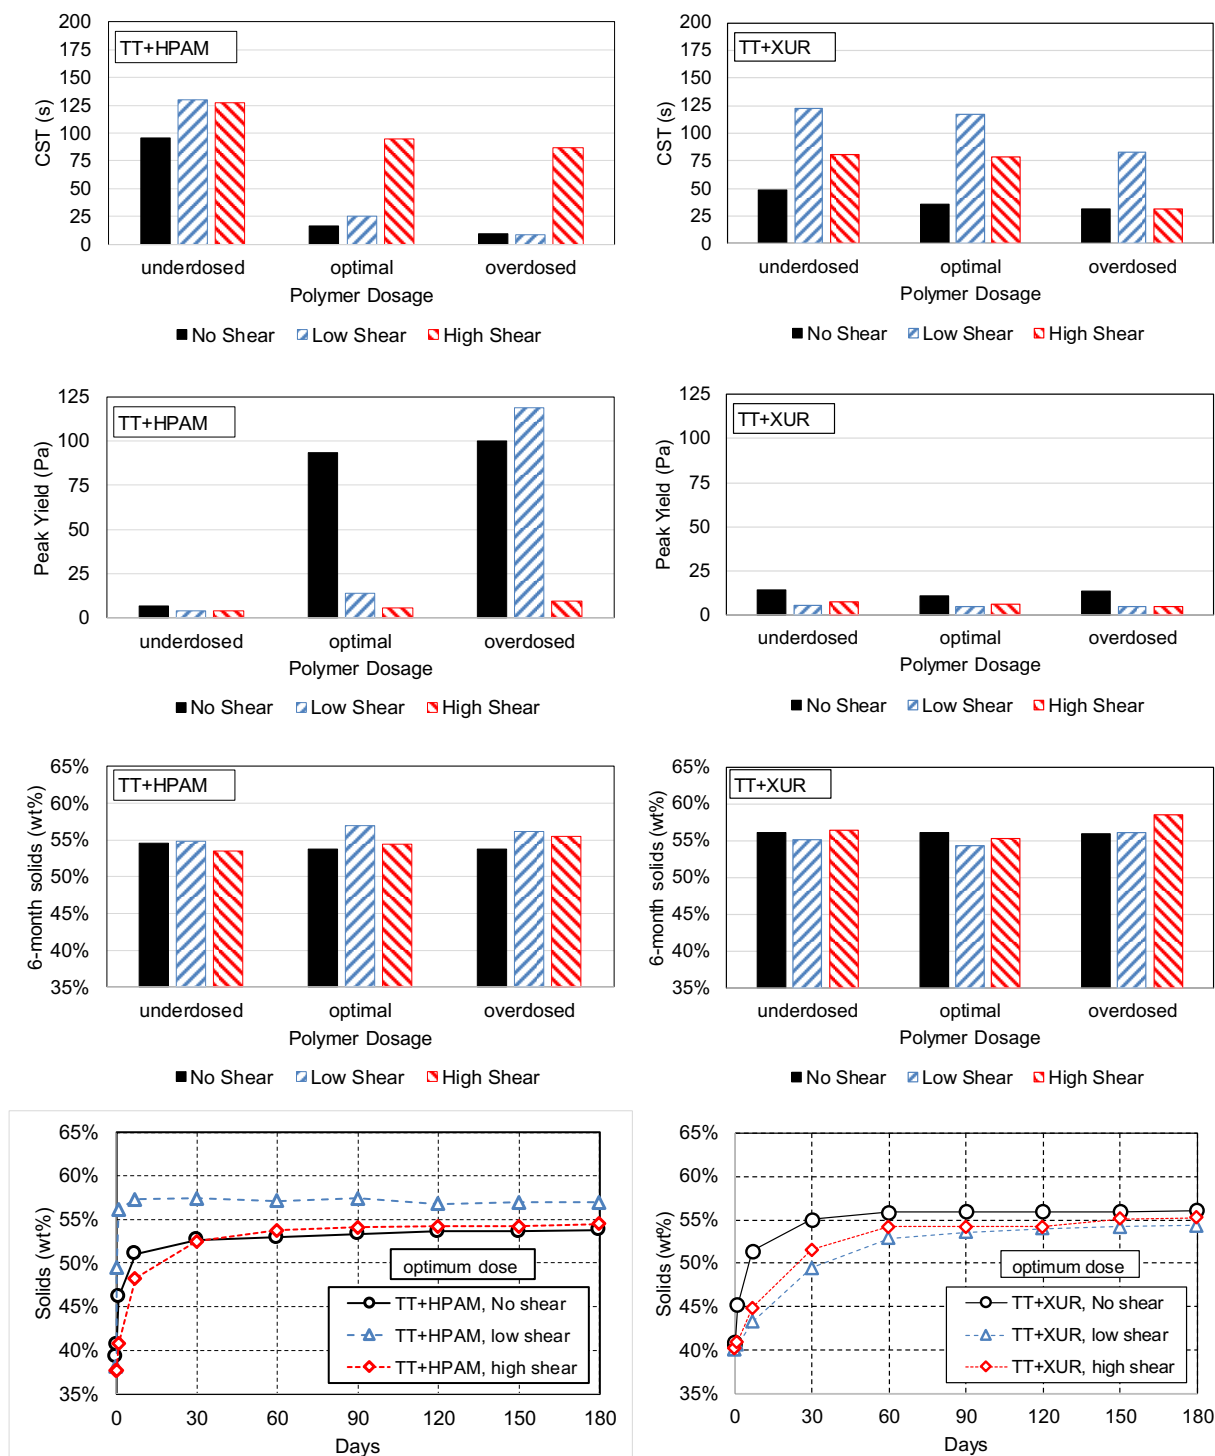 200
175
150
125
100
75
50
25
0
CST (s)
TT+HPAM
underdosed optimal overdosed
Polymer Dosage
No Shear Low Shear High Shear
200
175
150
125
100
75
50
25
0
CST (s)
TT+XUR
underdosed optimal overdosed
Polymer Dosage
No Shear Low Shear High Shear
125
100
75
50
25
0
Peak Yield (Pa)
TT+HPAM
underdosed optimal overdosed
Polymer Dosage
No Shear Low Shear High Shear
125
100
75
50
25
0
Peak Yield (Pa)
TT+XUR
underdosed optimal overdosed
Polymer Dosage
No Shear Low Shear High Shear
65%
60%
55%
50%
45%
40%
35%
6-month solids (wt%)
TT+HPAM
underdosed optimal overdosed
Polymer Dosage
No Shear Low Shear High Shear
65%
60%
55%
50%
45%
40%
35%
6-month solids (wt%)
TT+XUR
underdosed optimal overdosed
Polymer Dosage
No Shear Low Shear High Shear
65%
60%
55%
50%
45%
40%
35%
Solids (wt%)
optimum dose
TT+HPAM, No shear
TT+HPAM, low shear
TT+HPAM, high shear
0 30 60 90 120 150 180
Days
65%
60%
55%
50%
45%
40%
35%
Solids (wt%)
optimum dose
TT+XUR, No shear
TT+XUR, low shear
TT+XUR, high shear
0 30 60 90 120 150 180
Days